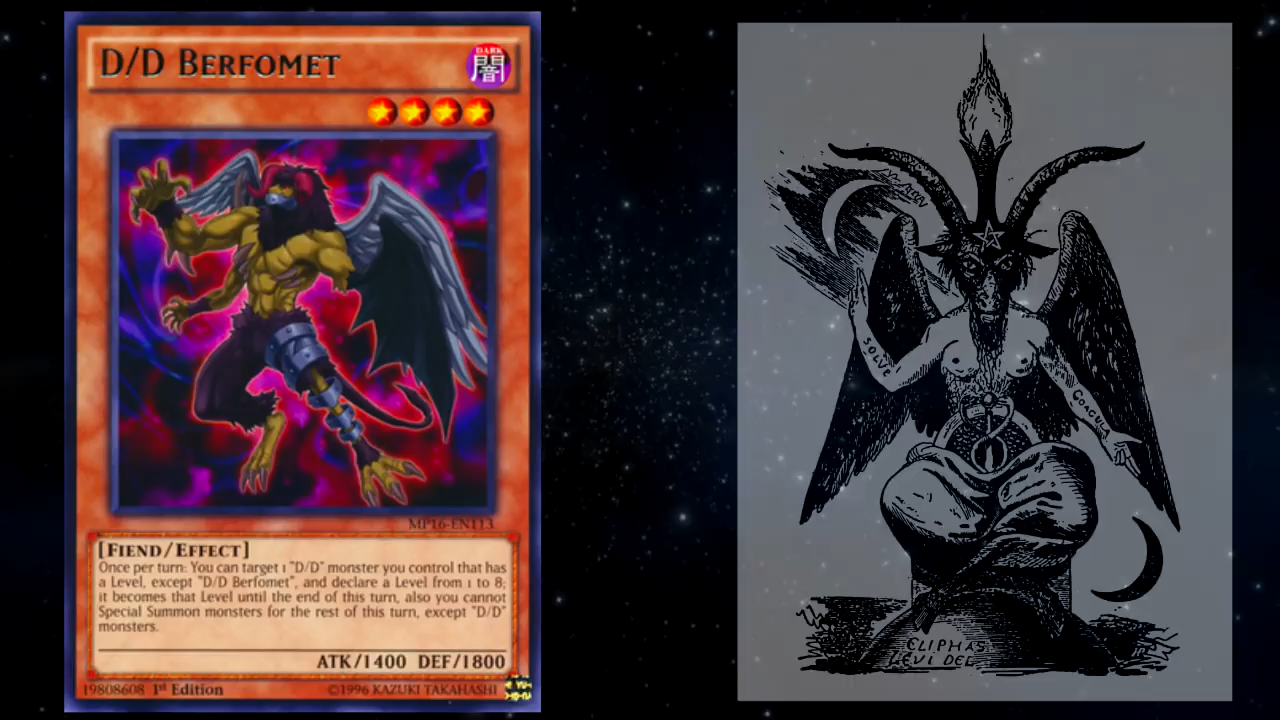 D/D BERFOMET
DARK
闇
MP16-EN113
[FIEND/EFFECT]
Once per turn: You can target 1 "D/D" monster you control that has
a Level, except "D/D Berfomet", and declare a Level from 1 to 8;
it becomes that Level until the end of this turn, also you cannot
Special Summon monsters for the rest of this turn, except "D/D"
monsters.
ATK/1400 DEF/1800
19808608 1st Edition
©1996 KAZUKI TAKAHASHI
SOLVE
COAGULA
ELIPHAS
LEVI DEL